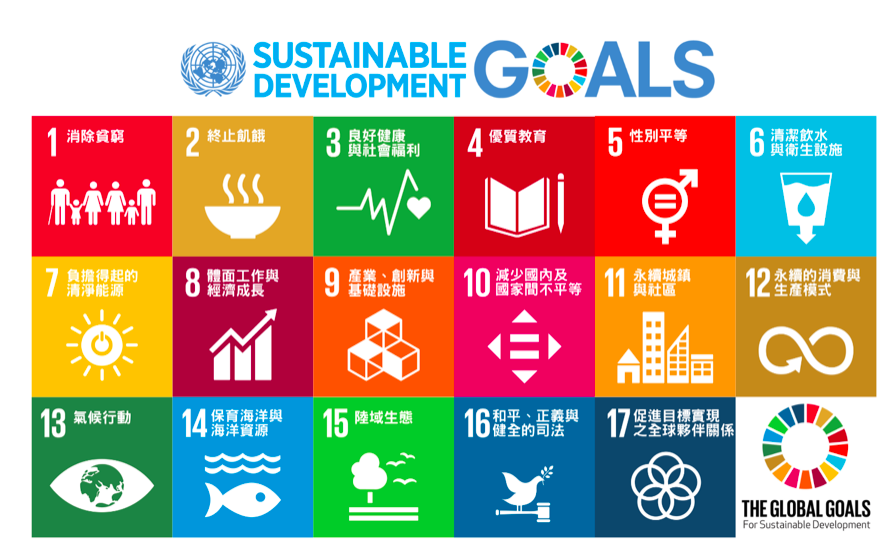 SUSTAINABLE
DEVELOPMENT
GOALS
1 消除貧窮
2 終止飢餓
3 良好健康
與社會福利
4 優質教育
5 性別平等
6 清潔飲水
與衛生設施
7 負擔得起的
清淨能源
8 體面工作與
經濟成長
9 產業、創新與
基礎設施
10 減少國內及
國家間不平等
11 永續城鎮
與社區
12 永續的消費與
生產模式
13 氣候行動
14 保育海洋與
海洋資源
15 陸域生態
16 和平、正義與
健全的司法
17 促進目標實現
之全球夥伴關係
THE GLOBAL GOALS
For Sustainable Development